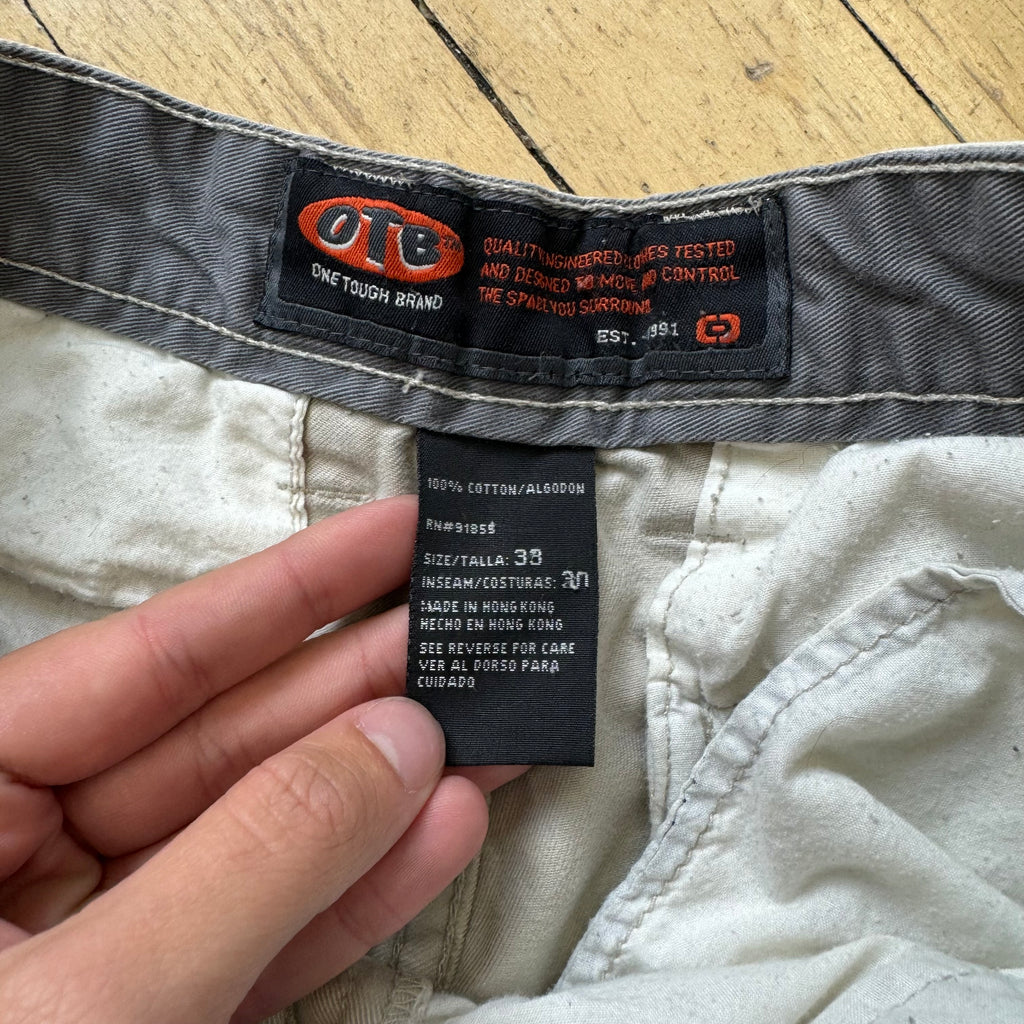 OTB
ONE TOUGH BRAND
QUALITY ENGINEERED CLOTHES TESTED
AND DESIGNED TO MOVE AND CONTROL
THE SPACE YOU SURROUND
EST. 1991
100% COTTON/ALGODON
SIZE/TALLA: 38
INSEAM/COSTURAS: 30
MADE IN HONG KONG
HECHO EN HONG KONG
SEE REVERSE FOR CARE
VER AL DORSO PARA
CUIDADO